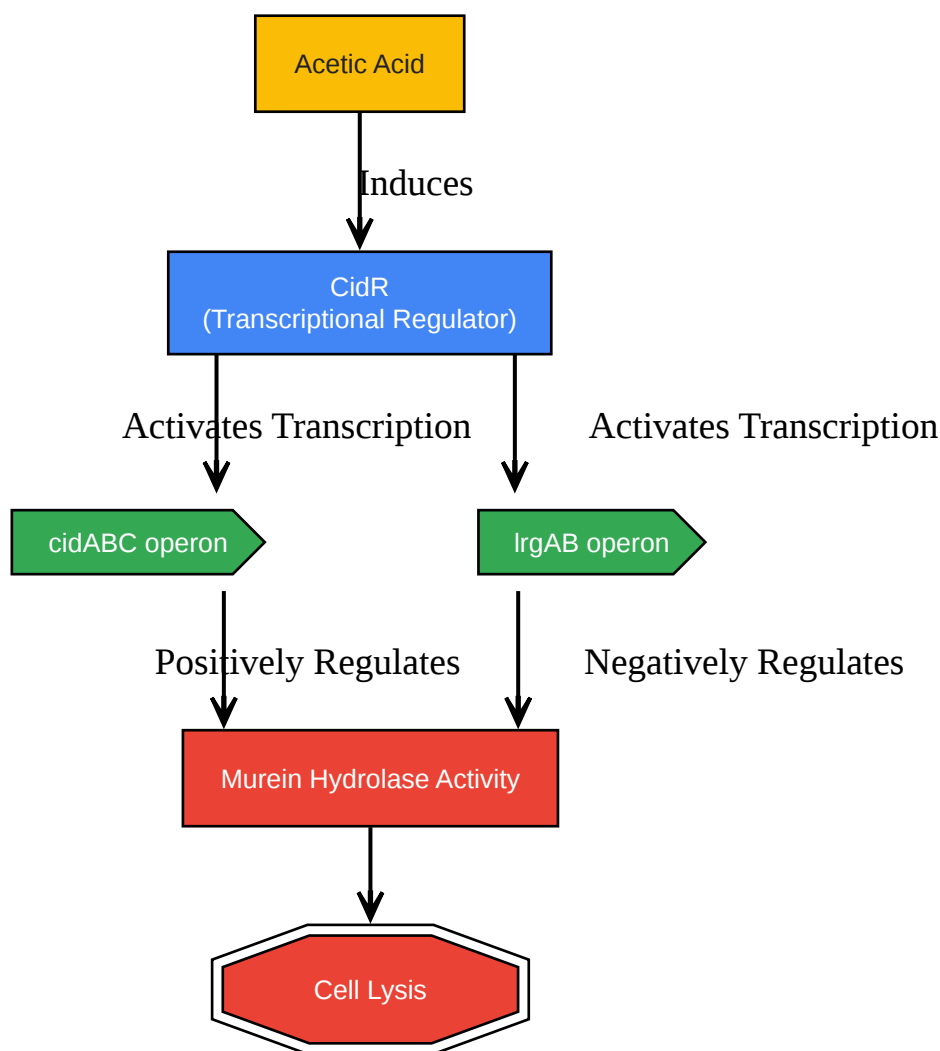 Acetic Acid
Induces
CidR
(Transcriptional Regulator)
Activates Transcription
Activates Transcription
cidABC operon
lrgAB operon
Positively Regulates
Negatively Regulates
Murein Hydrolase Activity
Cell Lysis